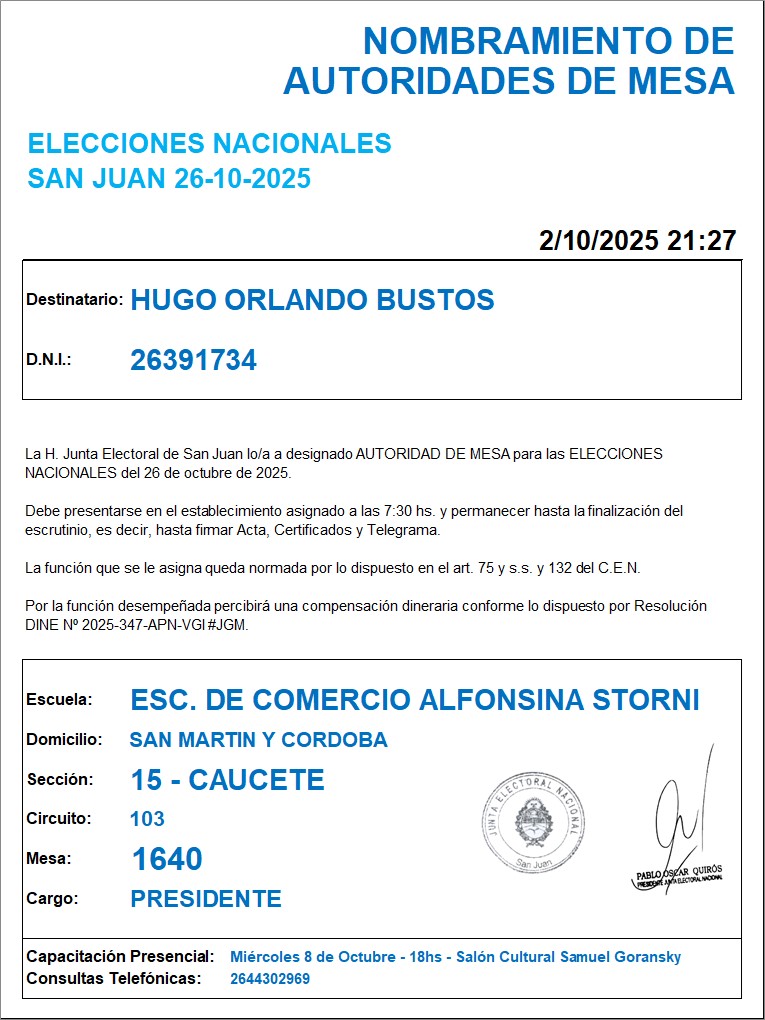 NOMBRAMIENTO DE
AUTORIDADES DE MESA
ELECCIONES NACIONALES
SAN JUAN 26-10-2025
2/10/2025 21:27
Destinatario: HUGO ORLANDO BUSTOS
D.N.I.: 26391734
La H. Junta Electoral de San Juan lo/a a designado AUTORIDAD DE MESA para las ELECCIONES
NACIONALES del 26 de octubre de 2025.
Debe presentarse en el establecimiento asignado a las 7:30 hs. y permanecer hasta la finalización del
escrutinio, es decir, hasta firmar Acta, Certificados y Telegrama.
La función que se le asigna queda normada por lo dispuesto en el art. 75 y s.s. y 132 del C.E.N.
Por la función desempeñada percibirá una compensación dineraria conforme lo dispuesto por Resolución
DINE Nº 2025-347-APN-VGI#JGM.
Escuela: ESC. DE COMERCIO ALFONSINA STORNI
Domicilio: SAN MARTIN Y CORDOBA
Sección: 15 - CAUCETE
Circuito: 103
Mesa: 1640
Cargo: PRESIDENTE
JUNTA ELECTORAL NACIONAL
San Juan
PABLO OSCAR QUIRÓS
PRESIDENTE JUNTA ELECTORAL NACIONAL
Capacitación Presencial: Miércoles 8 de Octubre - 18hs - Salón Cultural Samuel Goransky
Consultas Telefónicas: 2644302969